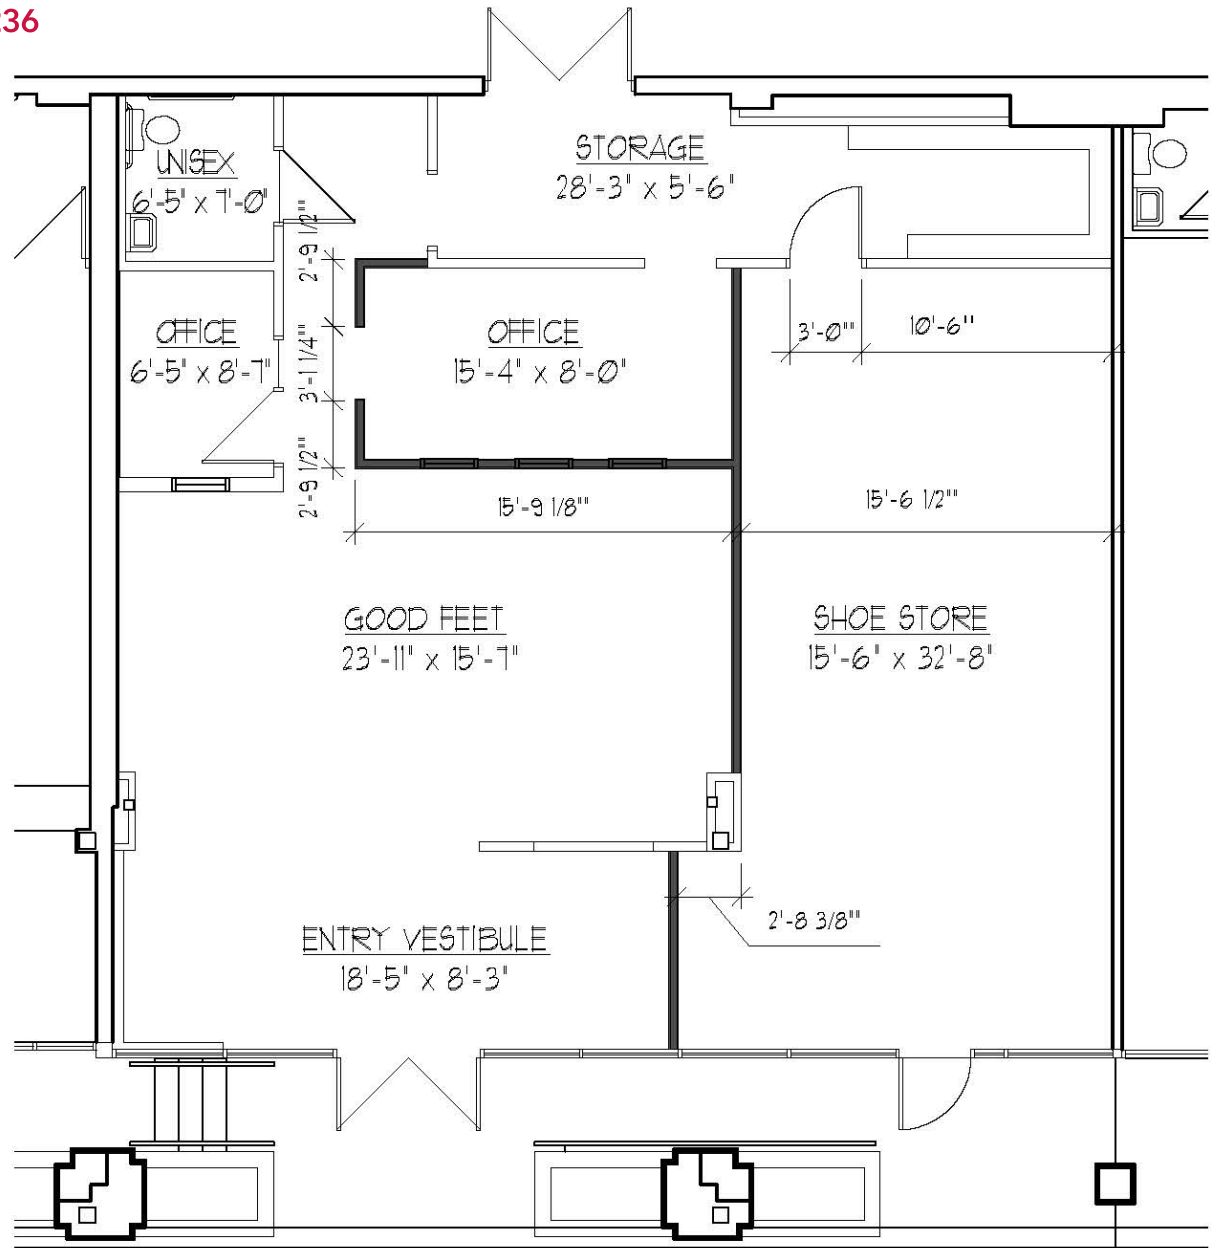 236
STORAGE
28'-3" x 5'-6"
UNISEX
6'-5" x 7'-0"
2'-9 1/2""
OFFICE
6'-5" x 8'-7"
3'-1 1/4""
OFFICE
15'-4" x 8'-0"
3'-0""
10'-6"
2'-9 1/2""
15'-9 1/8""
15'-6 1/2""
GOOD FEET
23'-11" x 15'-7"
SHOE STORE
15'-6" x 32'-8"
2'-8 3/8""
ENTRY VESTIBULE
18'-5" x 8'-3"